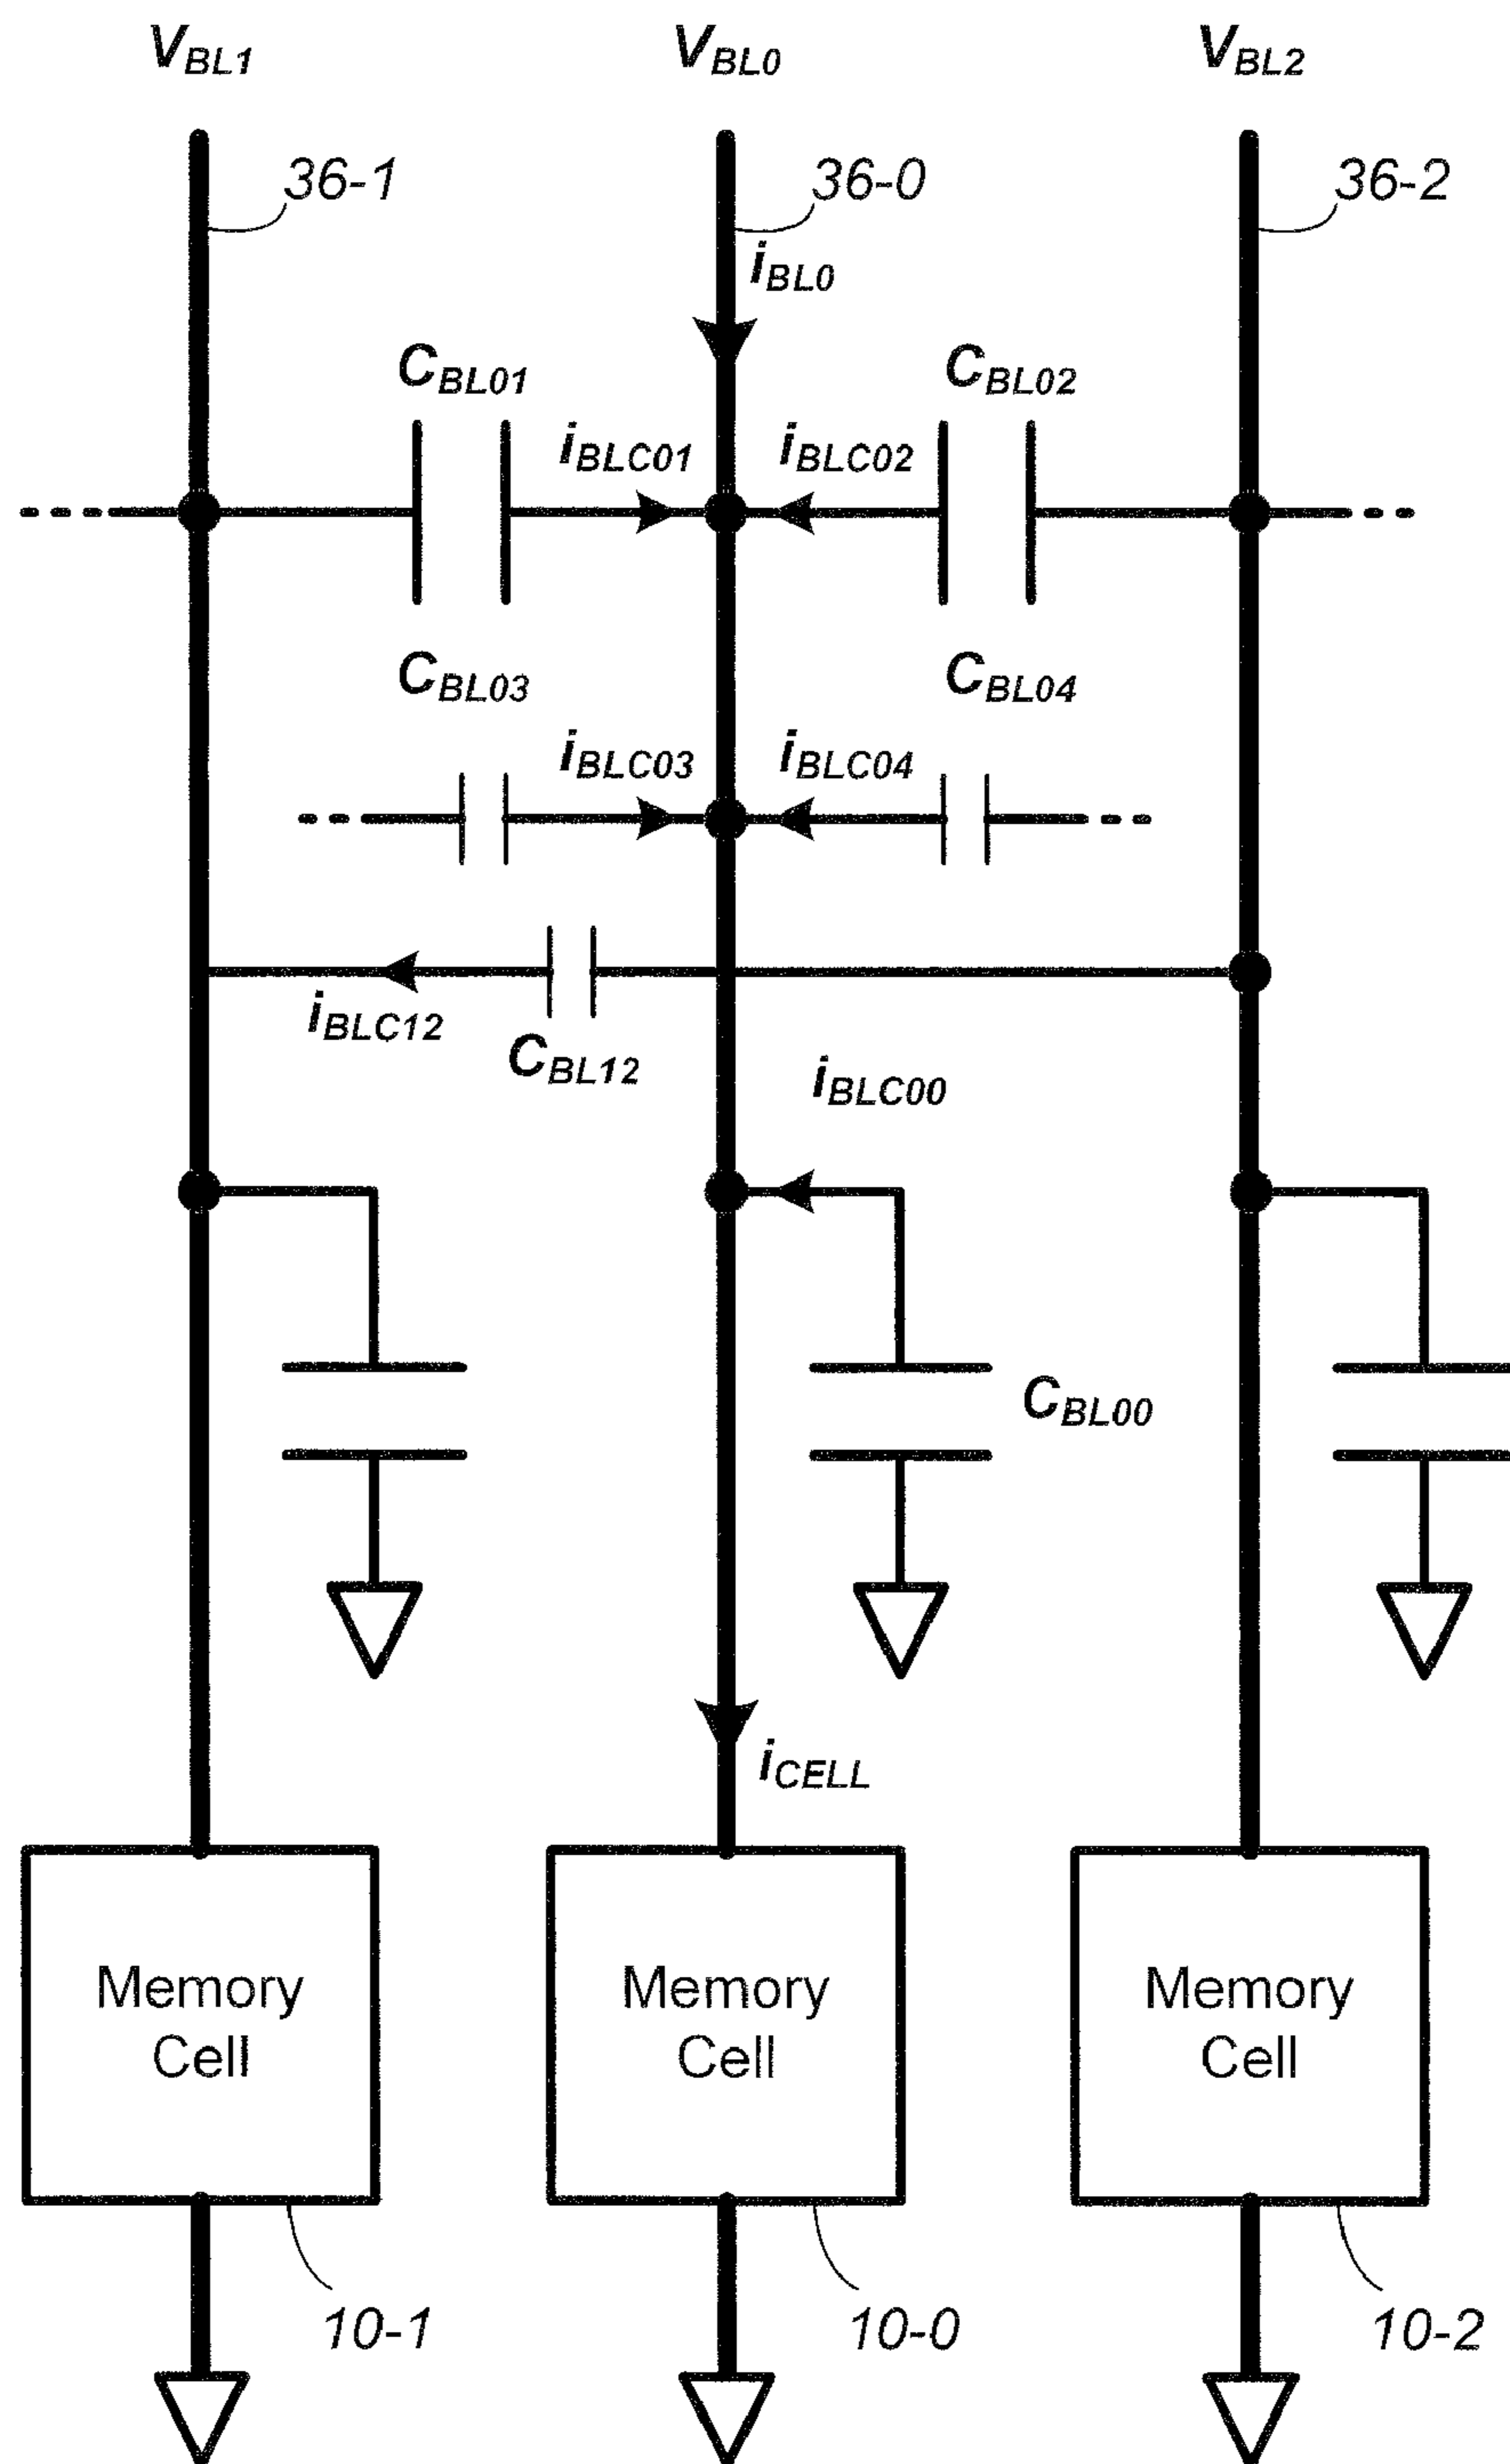 VBL1 VBL0 VBL2
36-1 36-0 36-2
iBL0
CBL01 CBL02
iBLC01 iBLC02
CBL03 CBL04
iBLC03 iBLC04
iBLC12
CBL12
iBLC00
CBL00
iCELL
Memory Memory Memory
Cell Cell Cell
10-1 10-0 10-2